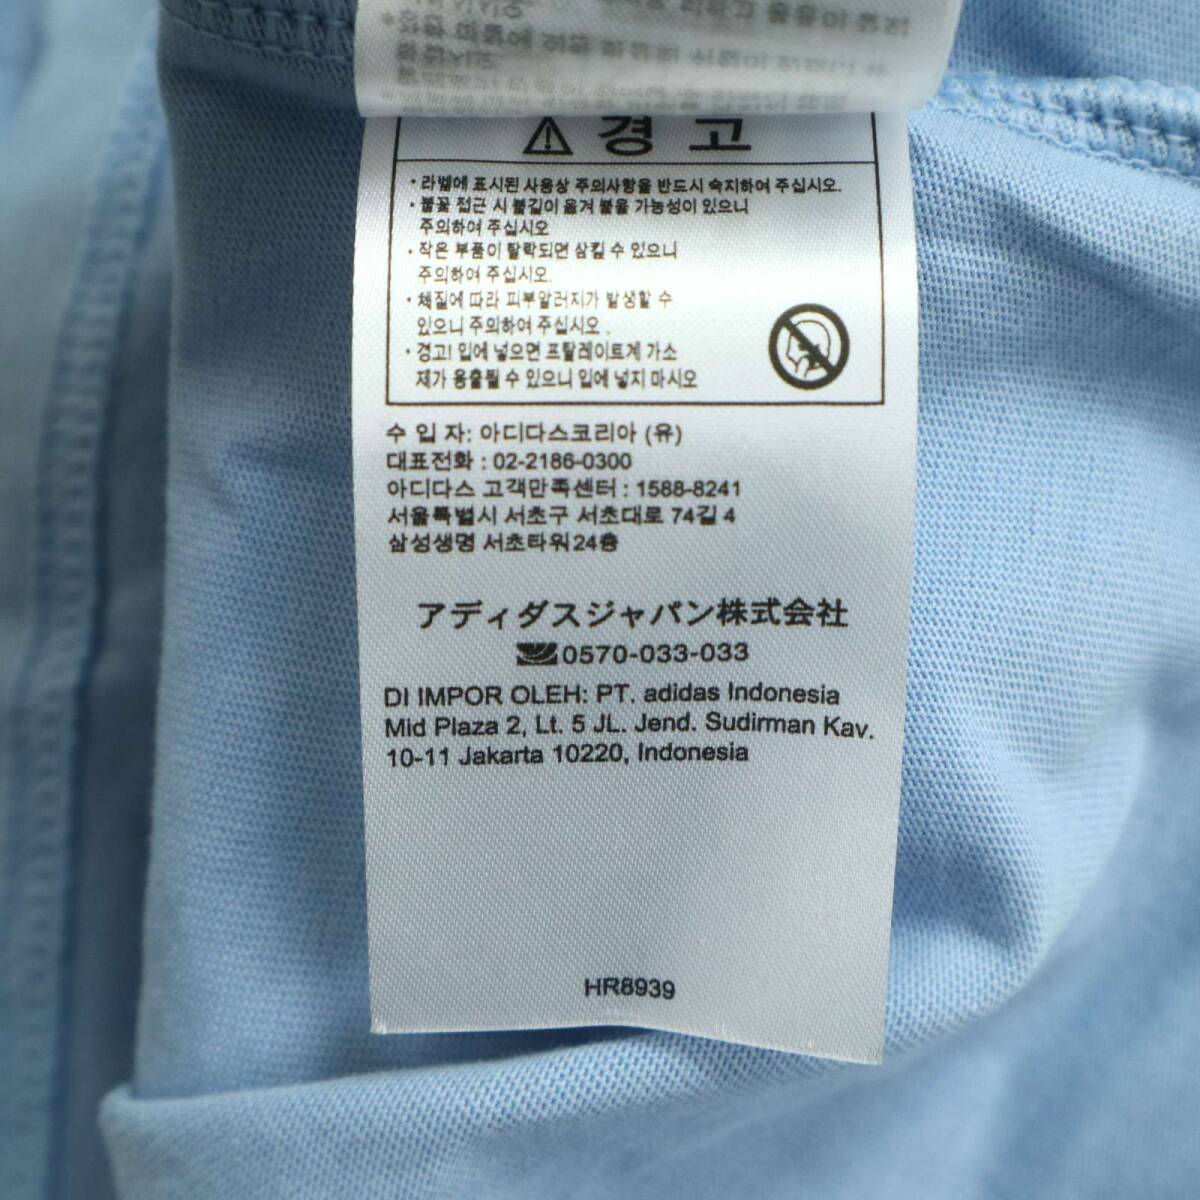 경 고
· 라벨에 표시된 사용상 주의사항을 반드시 숙지하여 주십시오.
· 불꽃 접근 시 불길이 옮겨 붙을 가능성이 있으니
주의하여 주십시오
· 작은 부품이 탈락되면 삼킬 수 있으니
주의하여 주십시오.
· 체질에 따라 피부알러지가 발생할 수
있으니 주의하여 주십시오 .
· 경고! 입에 넣으면 프탈레이트계 가소
제가 용출될 수 있으니 입에 넣지 마시오
수 입 자: 아디다스코리아 (유)
대표전화 : 02-2186-0300
아디다스 고객만족센터 : 1588-8241
서울특별시 서초구 서초대로 74길 4
삼성생명 서초타워24층
アディダスジャパン株式会社
0570-033-033
DI IMPOR OLEH: PT. adidas Indonesia
Mid Plaza 2, Lt. 5 JL. Jend. Sudirman Kav.
10-11 Jakarta 10220, Indonesia
HR8939